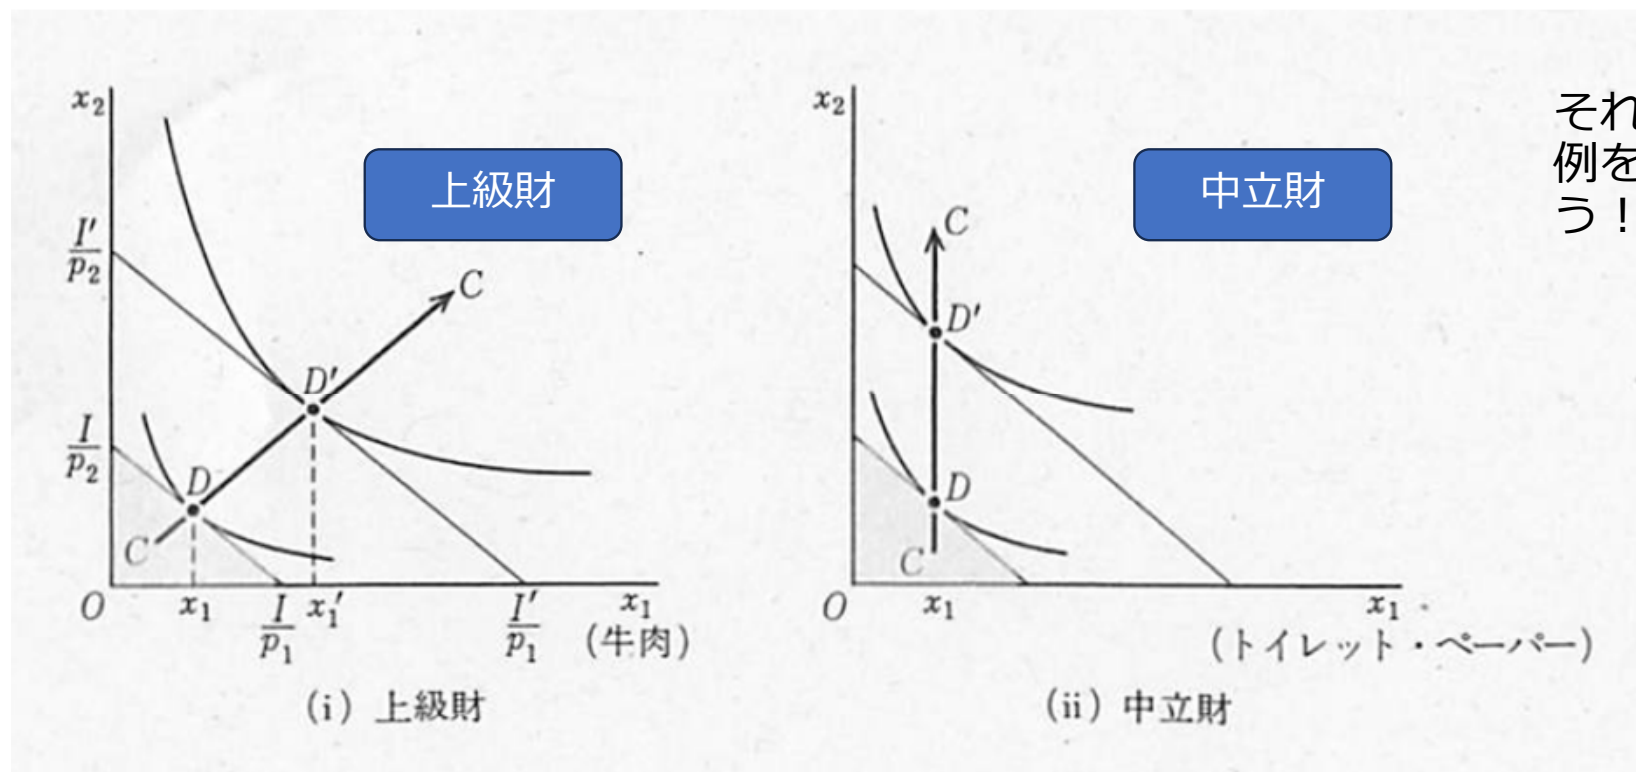 x₂
上級財
I′/p₂
C
D′
I/p₂
D
C
O
x₁
I/p₁
x₁′
I′/p₁
x₁
(牛肉)
(i) 上級財
x₂
中立財
C
D′
D
C
O
x₁
x₁
(トイレット・ペーパー)
(ii) 中立財
それ
例を
う!